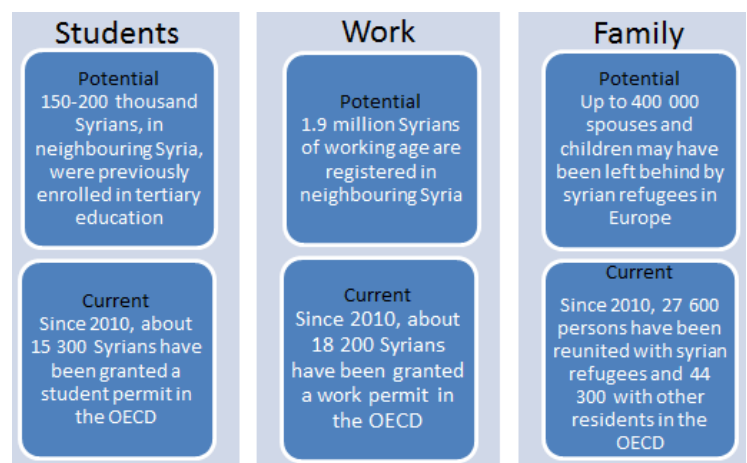 Students
Potential
150-200 thousand
Syrians, in
neighbouring Syria,
were previously
enrolled in tertiary
education
Current
Since 2010, about
15 300 Syrians have
been granted a
student permit in
the OECD
Work
Potential
1.9 million Syrians
of working age are
registered in
neighbouring Syria
Current
Since 2010, about
18 200 Syrians
have been granted
a work permit in
the OECD
Family
Potential
Up to 400 000
spouses and
children may have
been left behind by
syrian refugees in
Europe
Current
Since 2010, 27 600
persons have been
reunited with syrian
refugees and 44
300 with other
residents in the
OECD